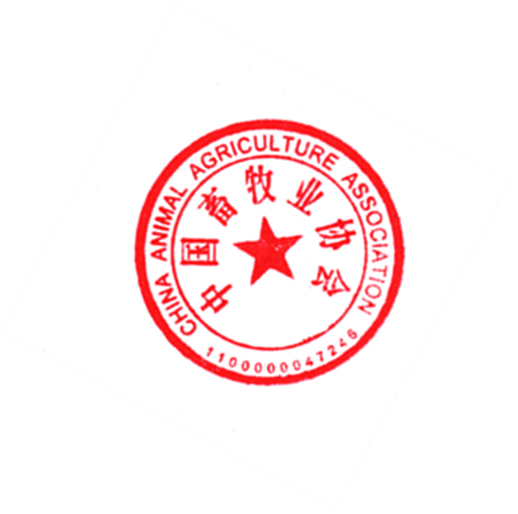 CHINA ANIMAL AGRICULTURE ASSOCIATION
中国畜牧业协会
1100000047246